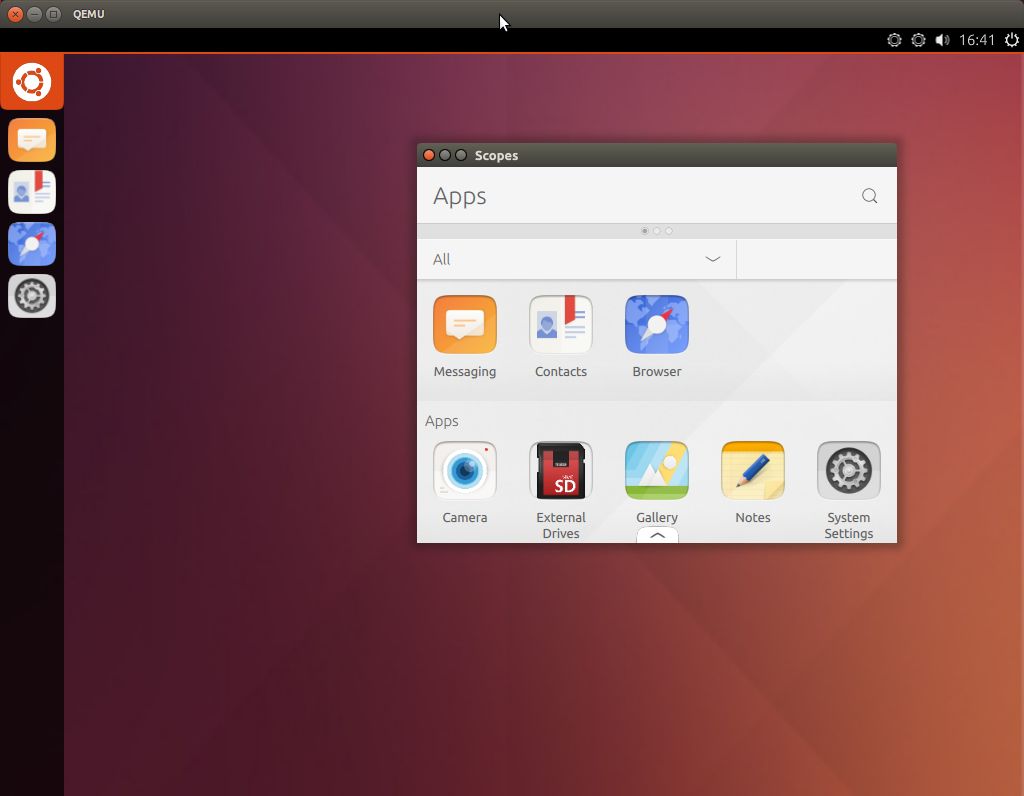 QEMU
16:41
Scopes
Apps
All
Messaging
Contacts
Browser
Apps
SD
Camera
External
Drives
Gallery
Notes
System
Settings